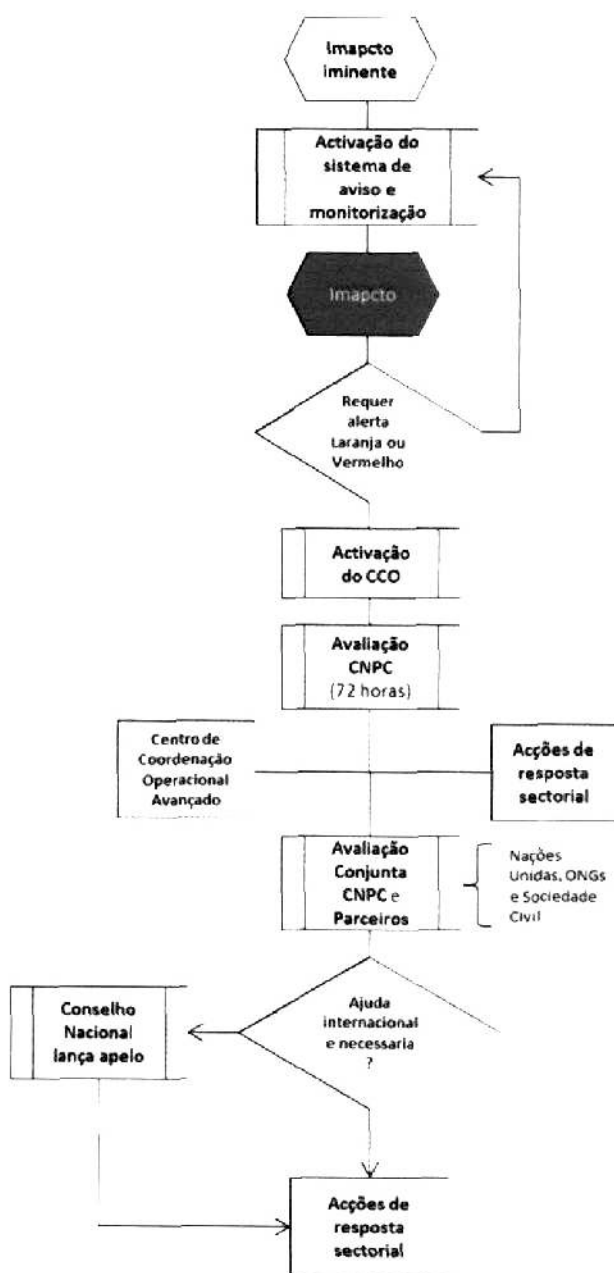 Imapcto
iminente
Activação do
sistema de
aviso e
monitorização
Imapcto
Requer
alerta
Laranja ou
Vermelho
Activação
do CCO
Avaliação
CNPC
(72 horas)
Centro de
Coordenação
Operacional
Avançado
Acções de
resposta
sectorial
Avaliação
Conjunta
CNPC e
Parceiros
Nações
Unidas, ONGs
e Sociedade
Civil
Conselho
Nacional
lança apelo
Ajuda
internacional
e necessaria
?
Acções de
resposta
sectorial